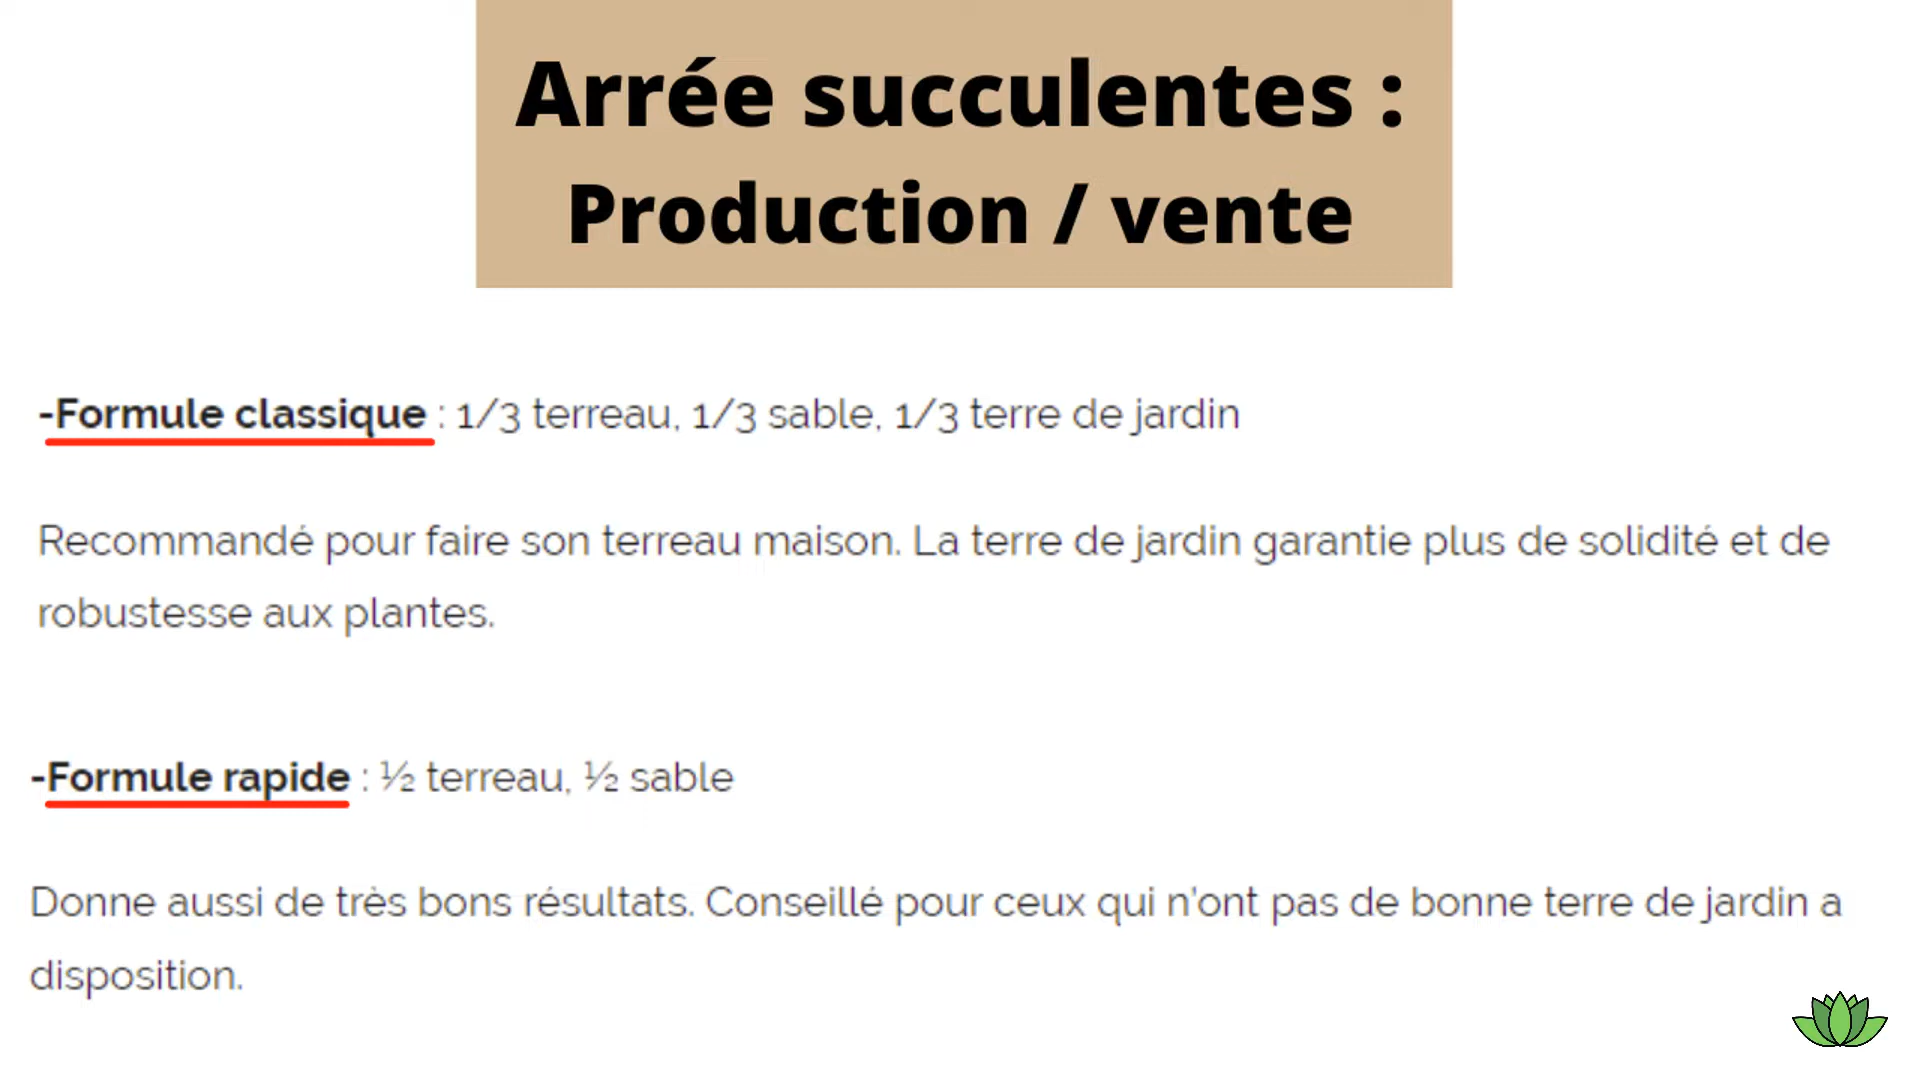 Arrée succulentes :
Production / vente
-Formule classique : 1/3 terreau, 1/3 sable, 1/3 terre de jardin
Recommandé pour faire son terreau maison. La terre de jardin garantie plus de solidité et de
robustesse aux plantes.
-Formule rapide : ½ terreau, ½ sable
Donne aussi de très bons résultats. Conseillé pour ceux qui n'ont pas de bonne terre de jardin a
disposition.